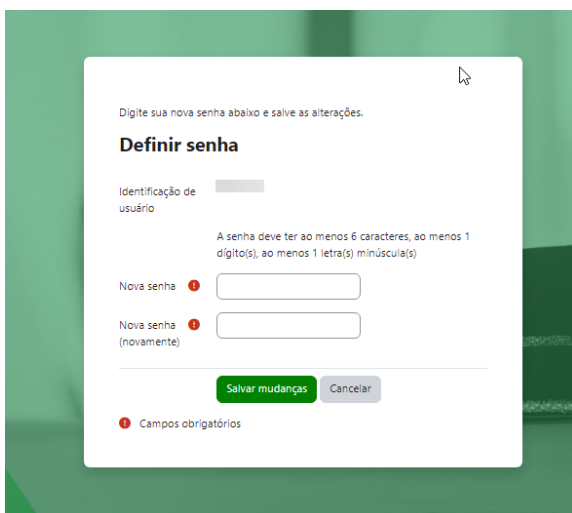 Digite sua nova senha abaixo e salve as alterações.
Definir senha
Identificação de
usuário
A senha deve ter ao menos 6 caracteres, ao menos 1
dígito(s), ao menos 1 letra(s) minúscula(s)
Nova senha
Nova senha
(novamente)
Salvar mudanças Cancelar
Campos obrigatórios